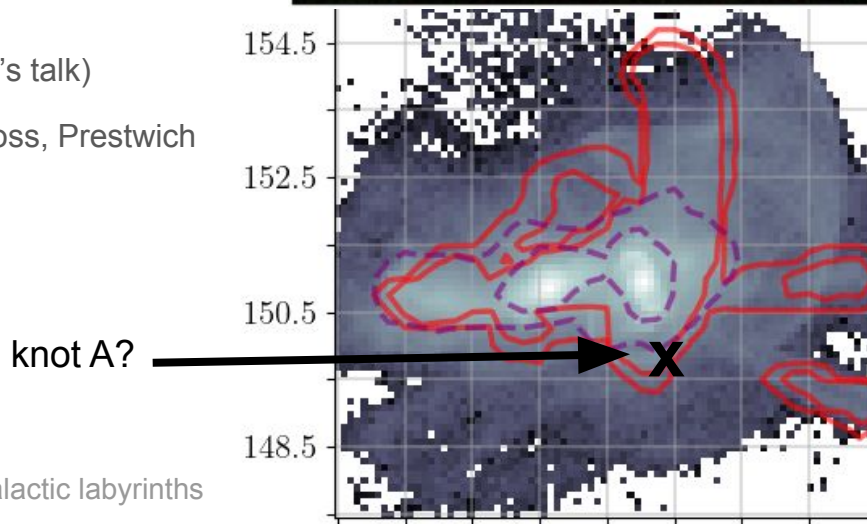 's talk)
oss, Prestwich
knot A?
alactic labyrinths
154.5
152.5
150.5
148.5
X